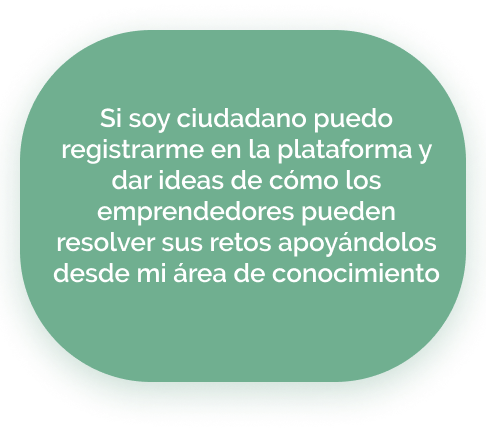 Si soy ciudadano puedo
registrarme en la plataforma y
dar ideas de cómo los
emprendedores pueden
resolver sus retos apoyándolos
desde mi área de conocimiento